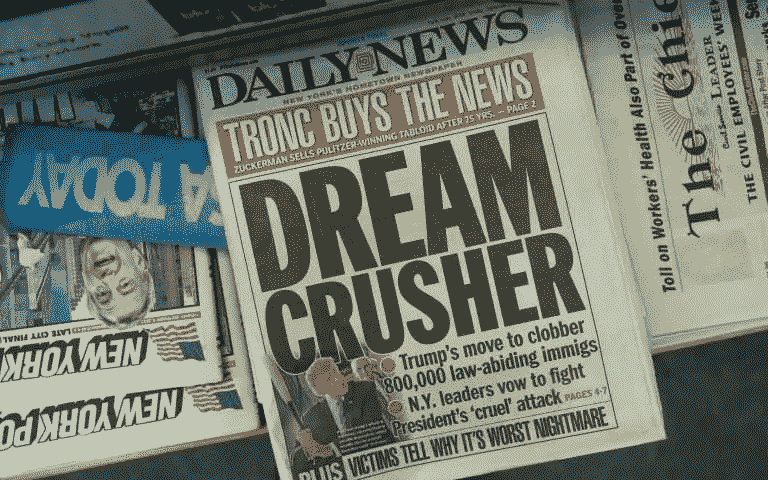 DAILY NEWS
NEW YORK'S HOMETOWN NEWSPAPER
TRONC BUYS THE NEWS
ZUCKERMAN SELLS PULITZER-WINNING TABLOID AFTER 25 YRS. — PAGE 2
DREAM
CRUSHER
Trump's move to clobber
800,000 law-abiding immigs
N.Y. leaders vow to fight
President's 'cruel' attack PAGES 4-7
PLUS VICTIMS TELL WHY IT'S WORST NIGHTMARE
A TODAY
LATE CITY FINAL
NEW YORK
NEW YORK PO
Toll on Workers' Health Also Part of Over
The Chie
Civil Service LEADER
THE CIVIL EMPLOYEES' WEEK